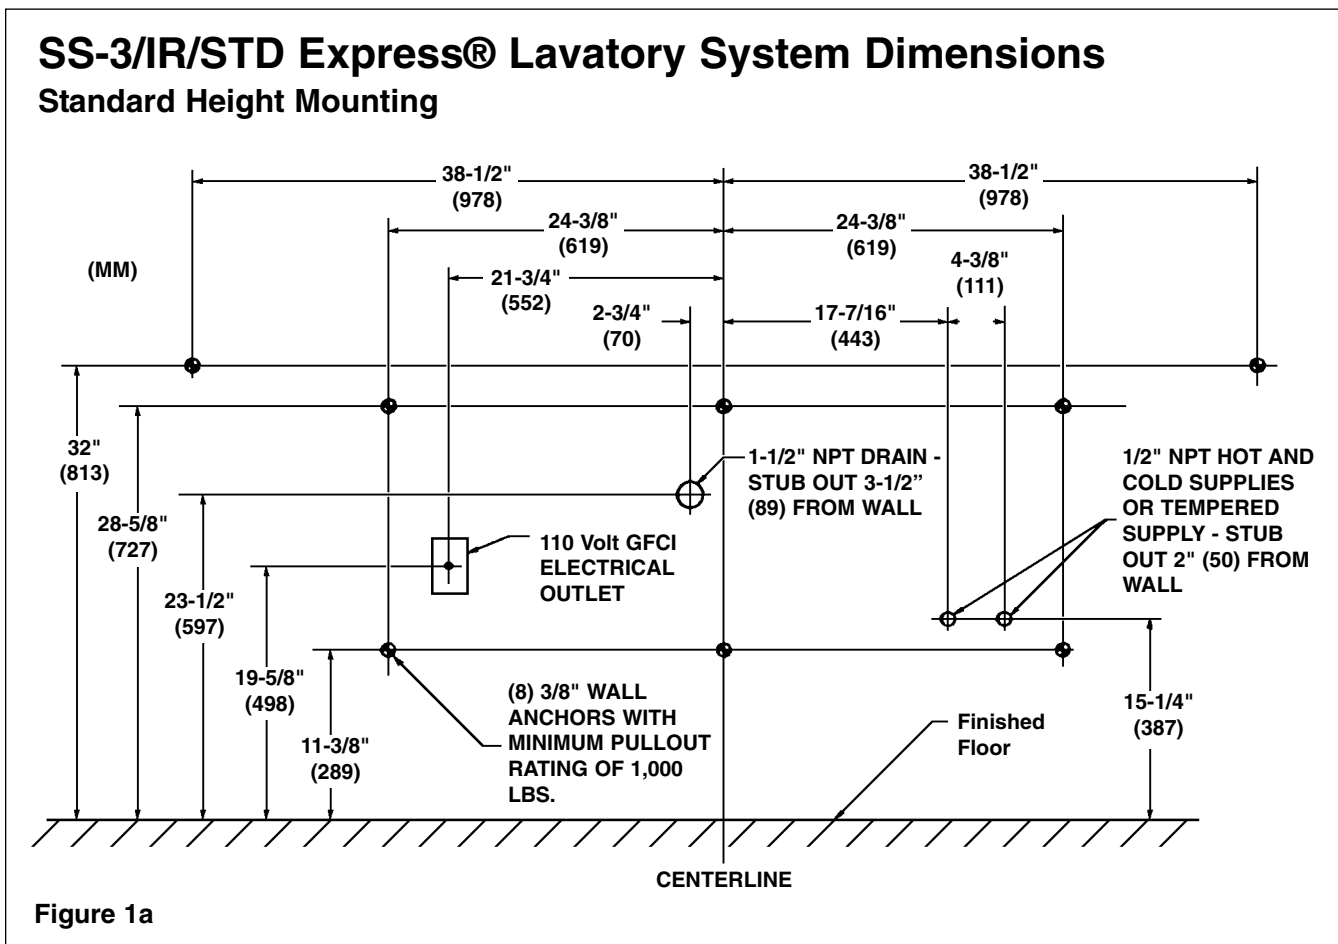 SS-3/IR/STD Express® Lavatory System Dimensions
Standard Height Mounting
38-1/2"
(978)
38-1/2"
(978)
24-3/8"
(619)
24-3/8"
(619)
(MM)
21-3/4"
(552)
4-3/8"
(111)
2-3/4"
(70)
17-7/16"
(443)
32"
(813)
1-1/2" NPT DRAIN -
STUB OUT 3-1/2”
(89) FROM WALL
1/2" NPT HOT AND
COLD SUPPLIES
OR TEMPERED
SUPPLY - STUB
OUT 2" (50) FROM
WALL
28-5/8"
(727)
110 Volt GFCI
ELECTRICAL
OUTLET
23-1/2"
(597)
19-5/8"
(498)
(8) 3/8" WALL
ANCHORS WITH
MINIMUM PULLOUT
RATING OF 1,000
LBS.
15-1/4"
(387)
Finished
Floor
11-3/8"
(289)
CENTERLINE
Figure 1a